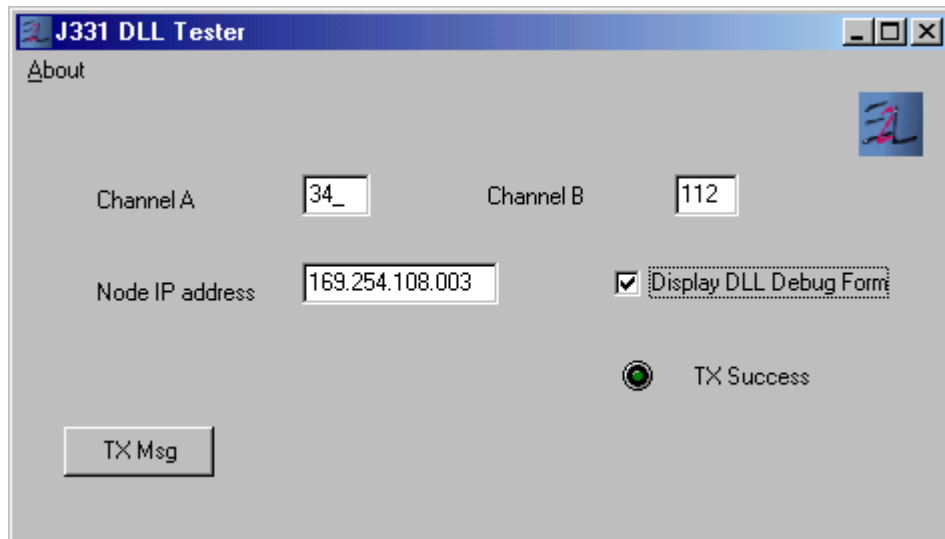 J331 DLL Tester
About
E2L
Channel A 34_ Channel B 112
Node IP address 169.254.108.003 Display DLL Debug Form
TX Success
TX Msg